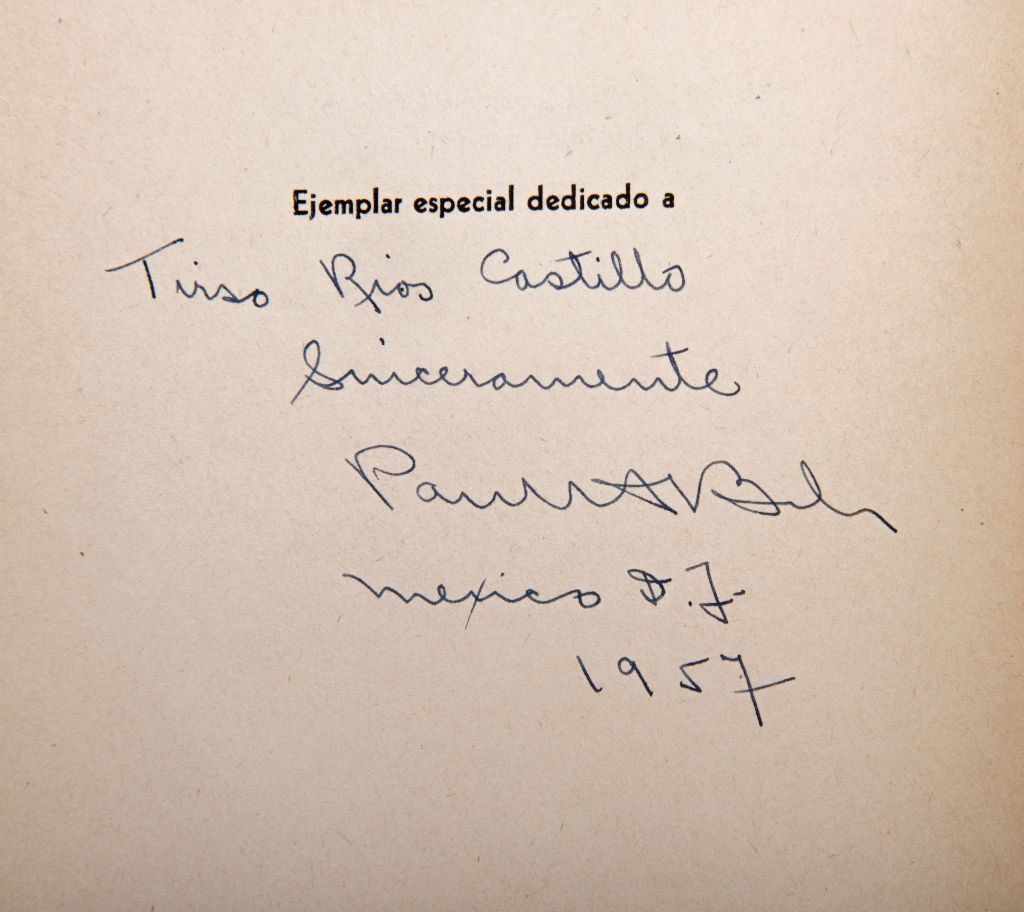 Ejemplar especial dedicado a
Tirso Rios Castillo
Sinceramente
Mexico D.F.
1957